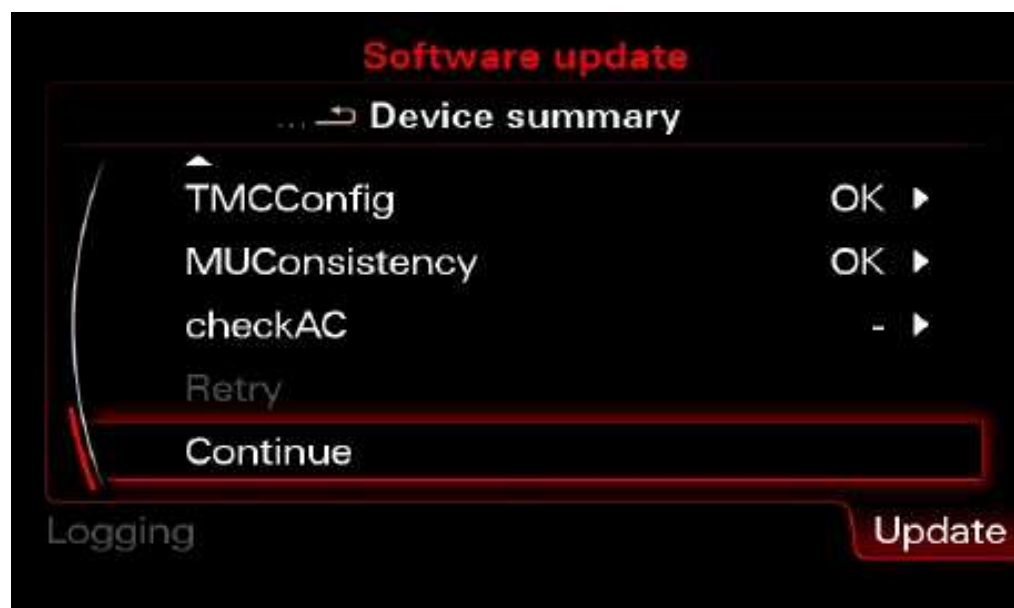 Software update
... Device summary
TMCConfig OK
MUConsistency OK
checkAC -
Retry
Continue
Logging Update